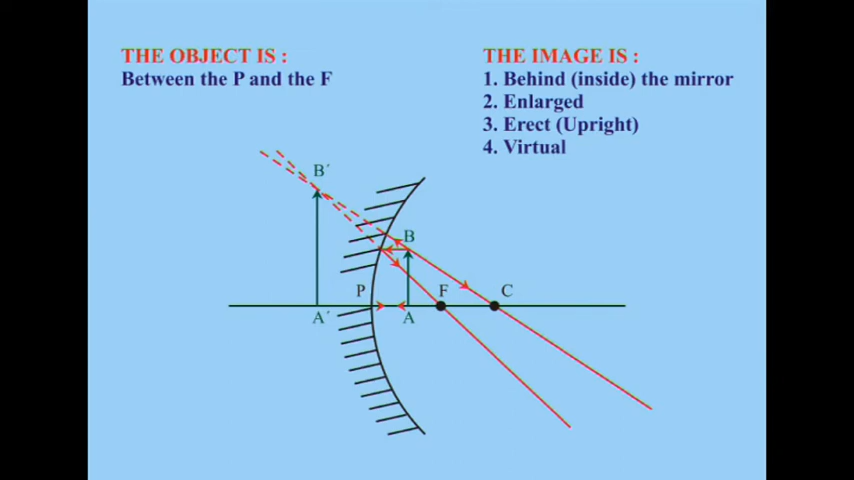 THE OBJECT IS :
Between the P and the F
THE IMAGE IS :
1. Behind (inside) the mirror
2. Enlarged
3. Erect (Upright)
4. Virtual
B´
B
P
F
C
A´
A